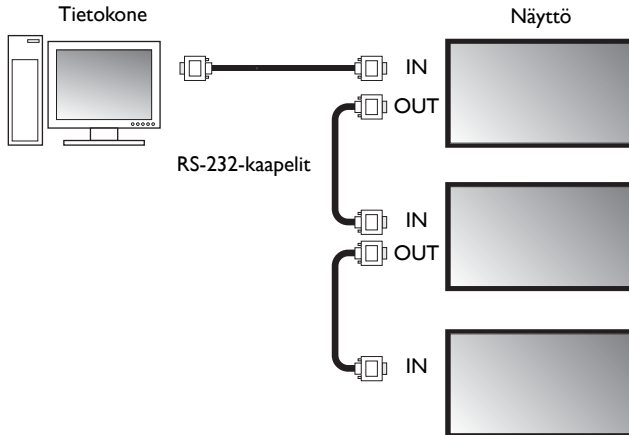 Tietokone
Näyttö
IN
OUT
RS-232-kaapelit
IN
OUT
IN